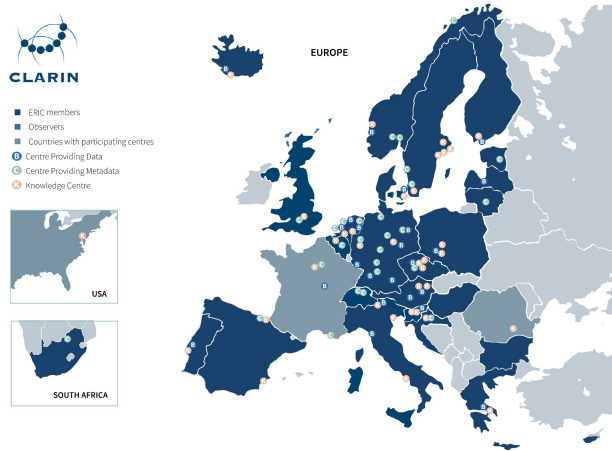 CLARIN
EUROPE
ERIC members
Observers
Countries with participating centres
B Centre Providing Data
C Centre Providing Metadata
K Knowledge Centre
USA
SOUTH AFRICA